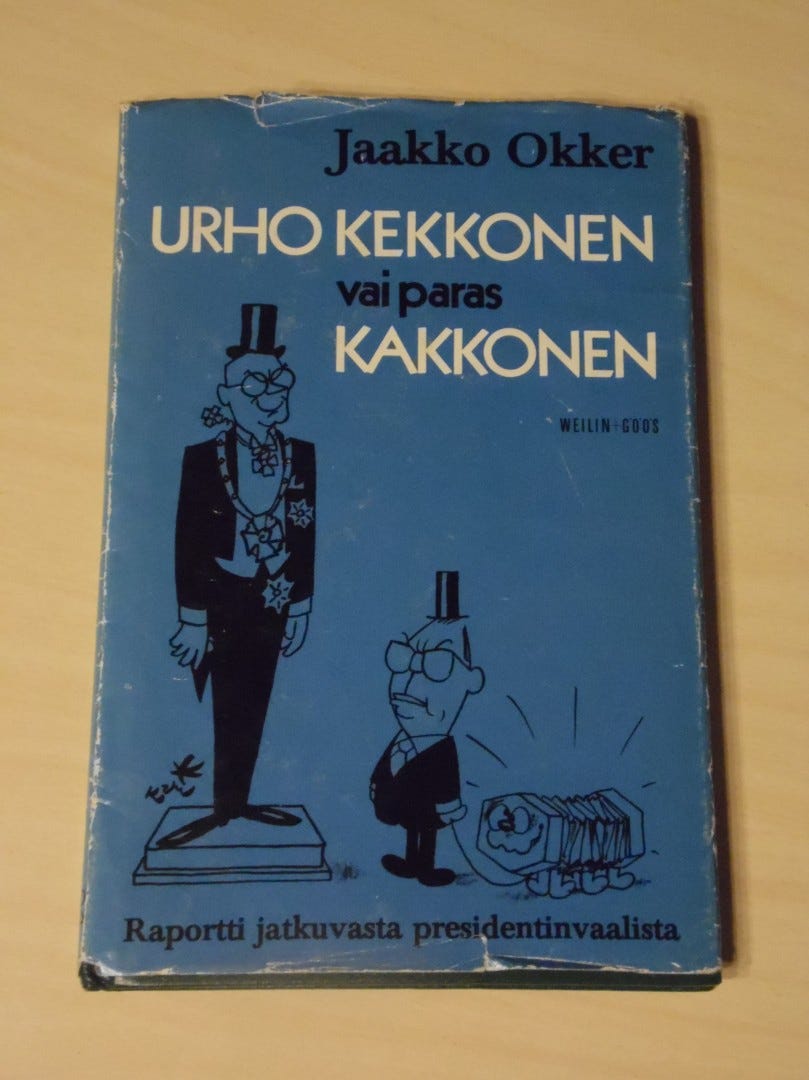 Jaakko Okker
URHO KEKKONEN
vai paras
KAKKONEN
WEILIN+GÖÖS
Raportti jatkuvasta presidentinvaalista